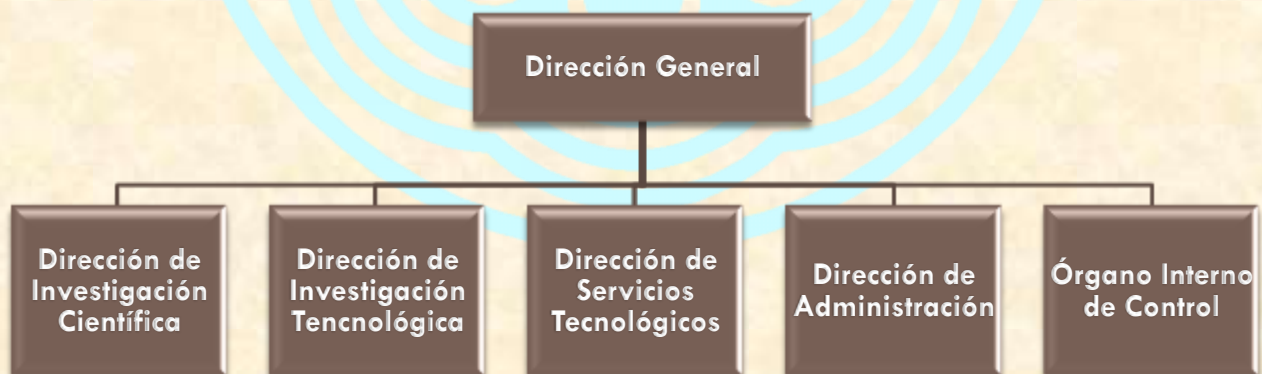 Dirección General
Dirección de
Investigación
Científica
Dirección de
Investigación
Tencnológica
Dirección de
Servicios
Tecnológicos
Dirección de
Administración
Órgano Interno
de Control